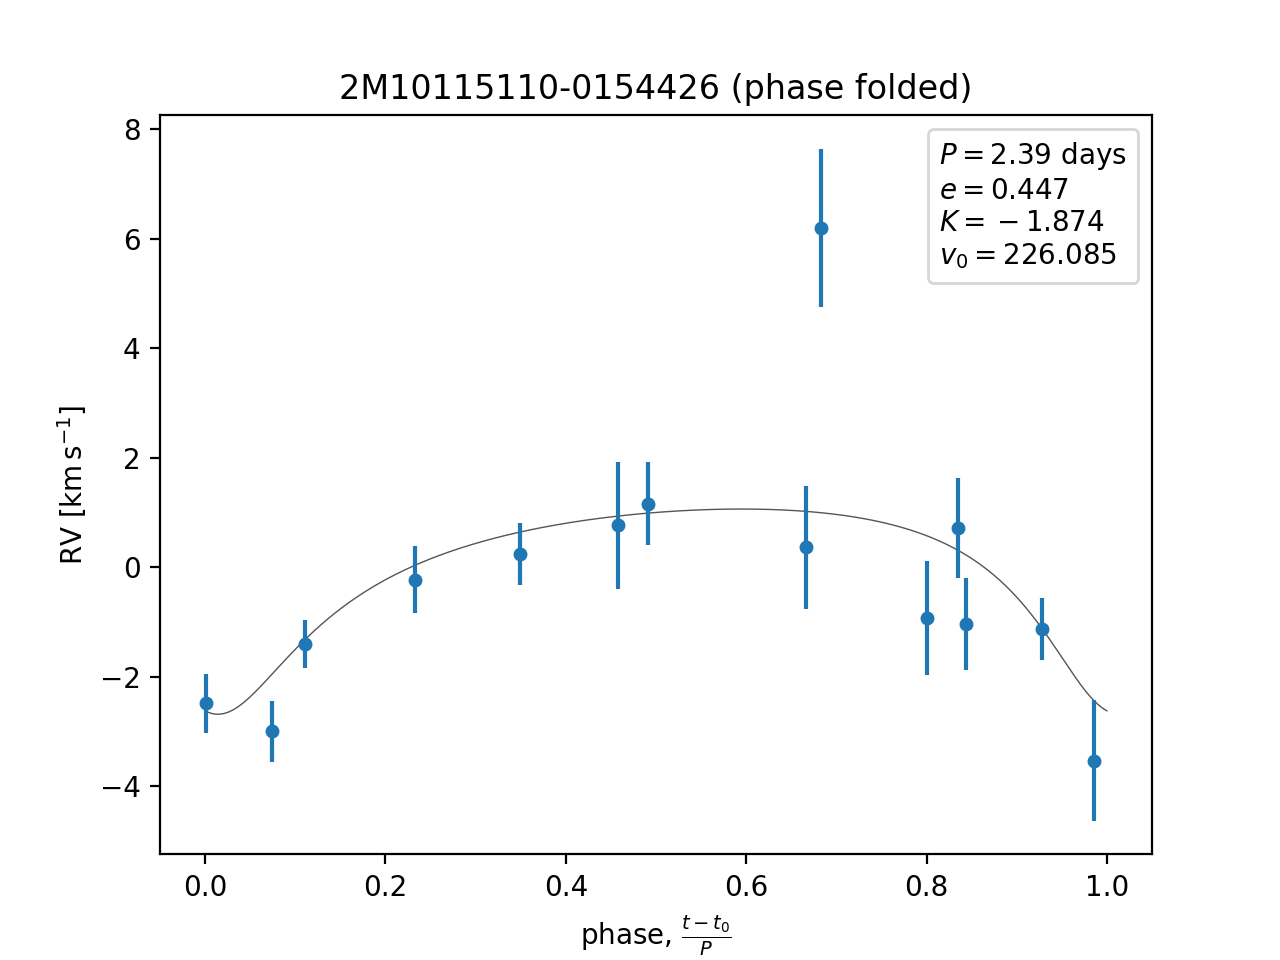 2M10115110-0154426 (phase folded)
P = 2.39 days
e = 0.447
K = −1.874
v₀ = 226.085
8
6
4
2
0
−2
−4
RV [km s⁻¹]
0.0 0.2 0.4 0.6 0.8 1.0
phase, (t − t₀)/P